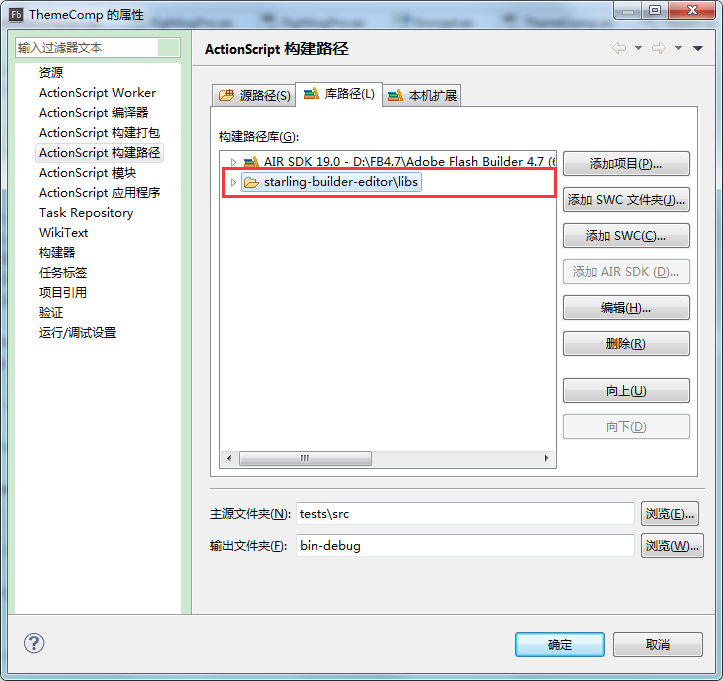 Fb ThemeComp 的属性
输入过滤器文本
资源
ActionScript Worker
ActionScript 编译器
ActionScript 构建打包
ActionScript 构建路径
ActionScript 模块
ActionScript 应用程序
Task Repository
WikiText
构建器
任务标签
项目引用
验证
运行/调试设置
ActionScript 构建路径
源路径(S) 库路径(L) 本机扩展
构建路径库(G):
AIR SDK 19.0 - D:\FB4.7\Adobe Flash Builder 4.7 (6
starling-builder-editor\libs
添加项目(P)...
添加 SWC 文件夹(J)...
添加 SWC(C)...
添加 AIR SDK (D)...
编辑(H)...
删除(R)
向上(U)
向下(D)
主源文件夹(N): tests\src 浏览(E)...
输出文件夹(F): bin-debug 浏览(W)...
? 确定 取消